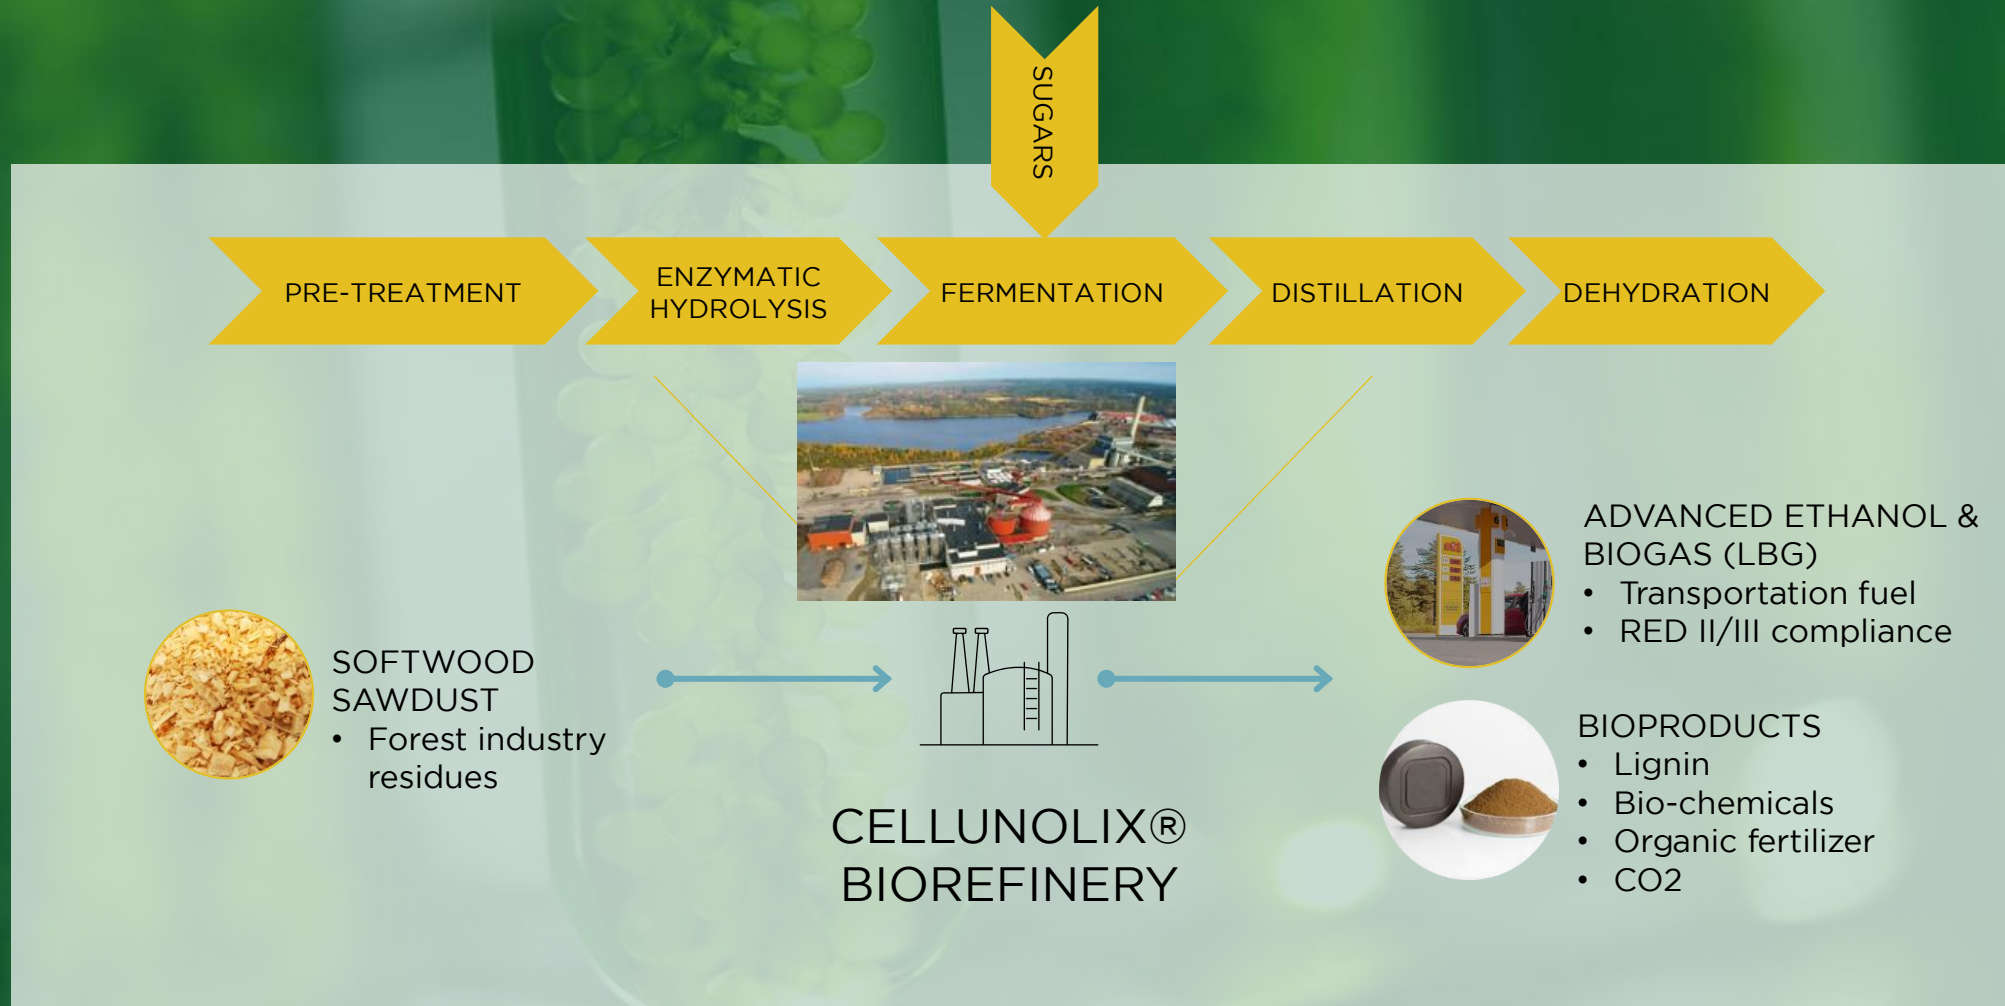 SUGARS
PRE-TREATMENT
ENZYMATIC
HYDROLYSIS
FERMENTATION
DISTILLATION
DEHYDRATION
SOFTWOOD
SAWDUST
• Forest industry
residues
CELLUNOLIX®
BIOREFINERY
ADVANCED ETHANOL &
BIOGAS (LBG)
• Transportation fuel
• RED II/III compliance
BIOPRODUCTS
• Lignin
• Bio-chemicals
• Organic fertilizer
• CO2